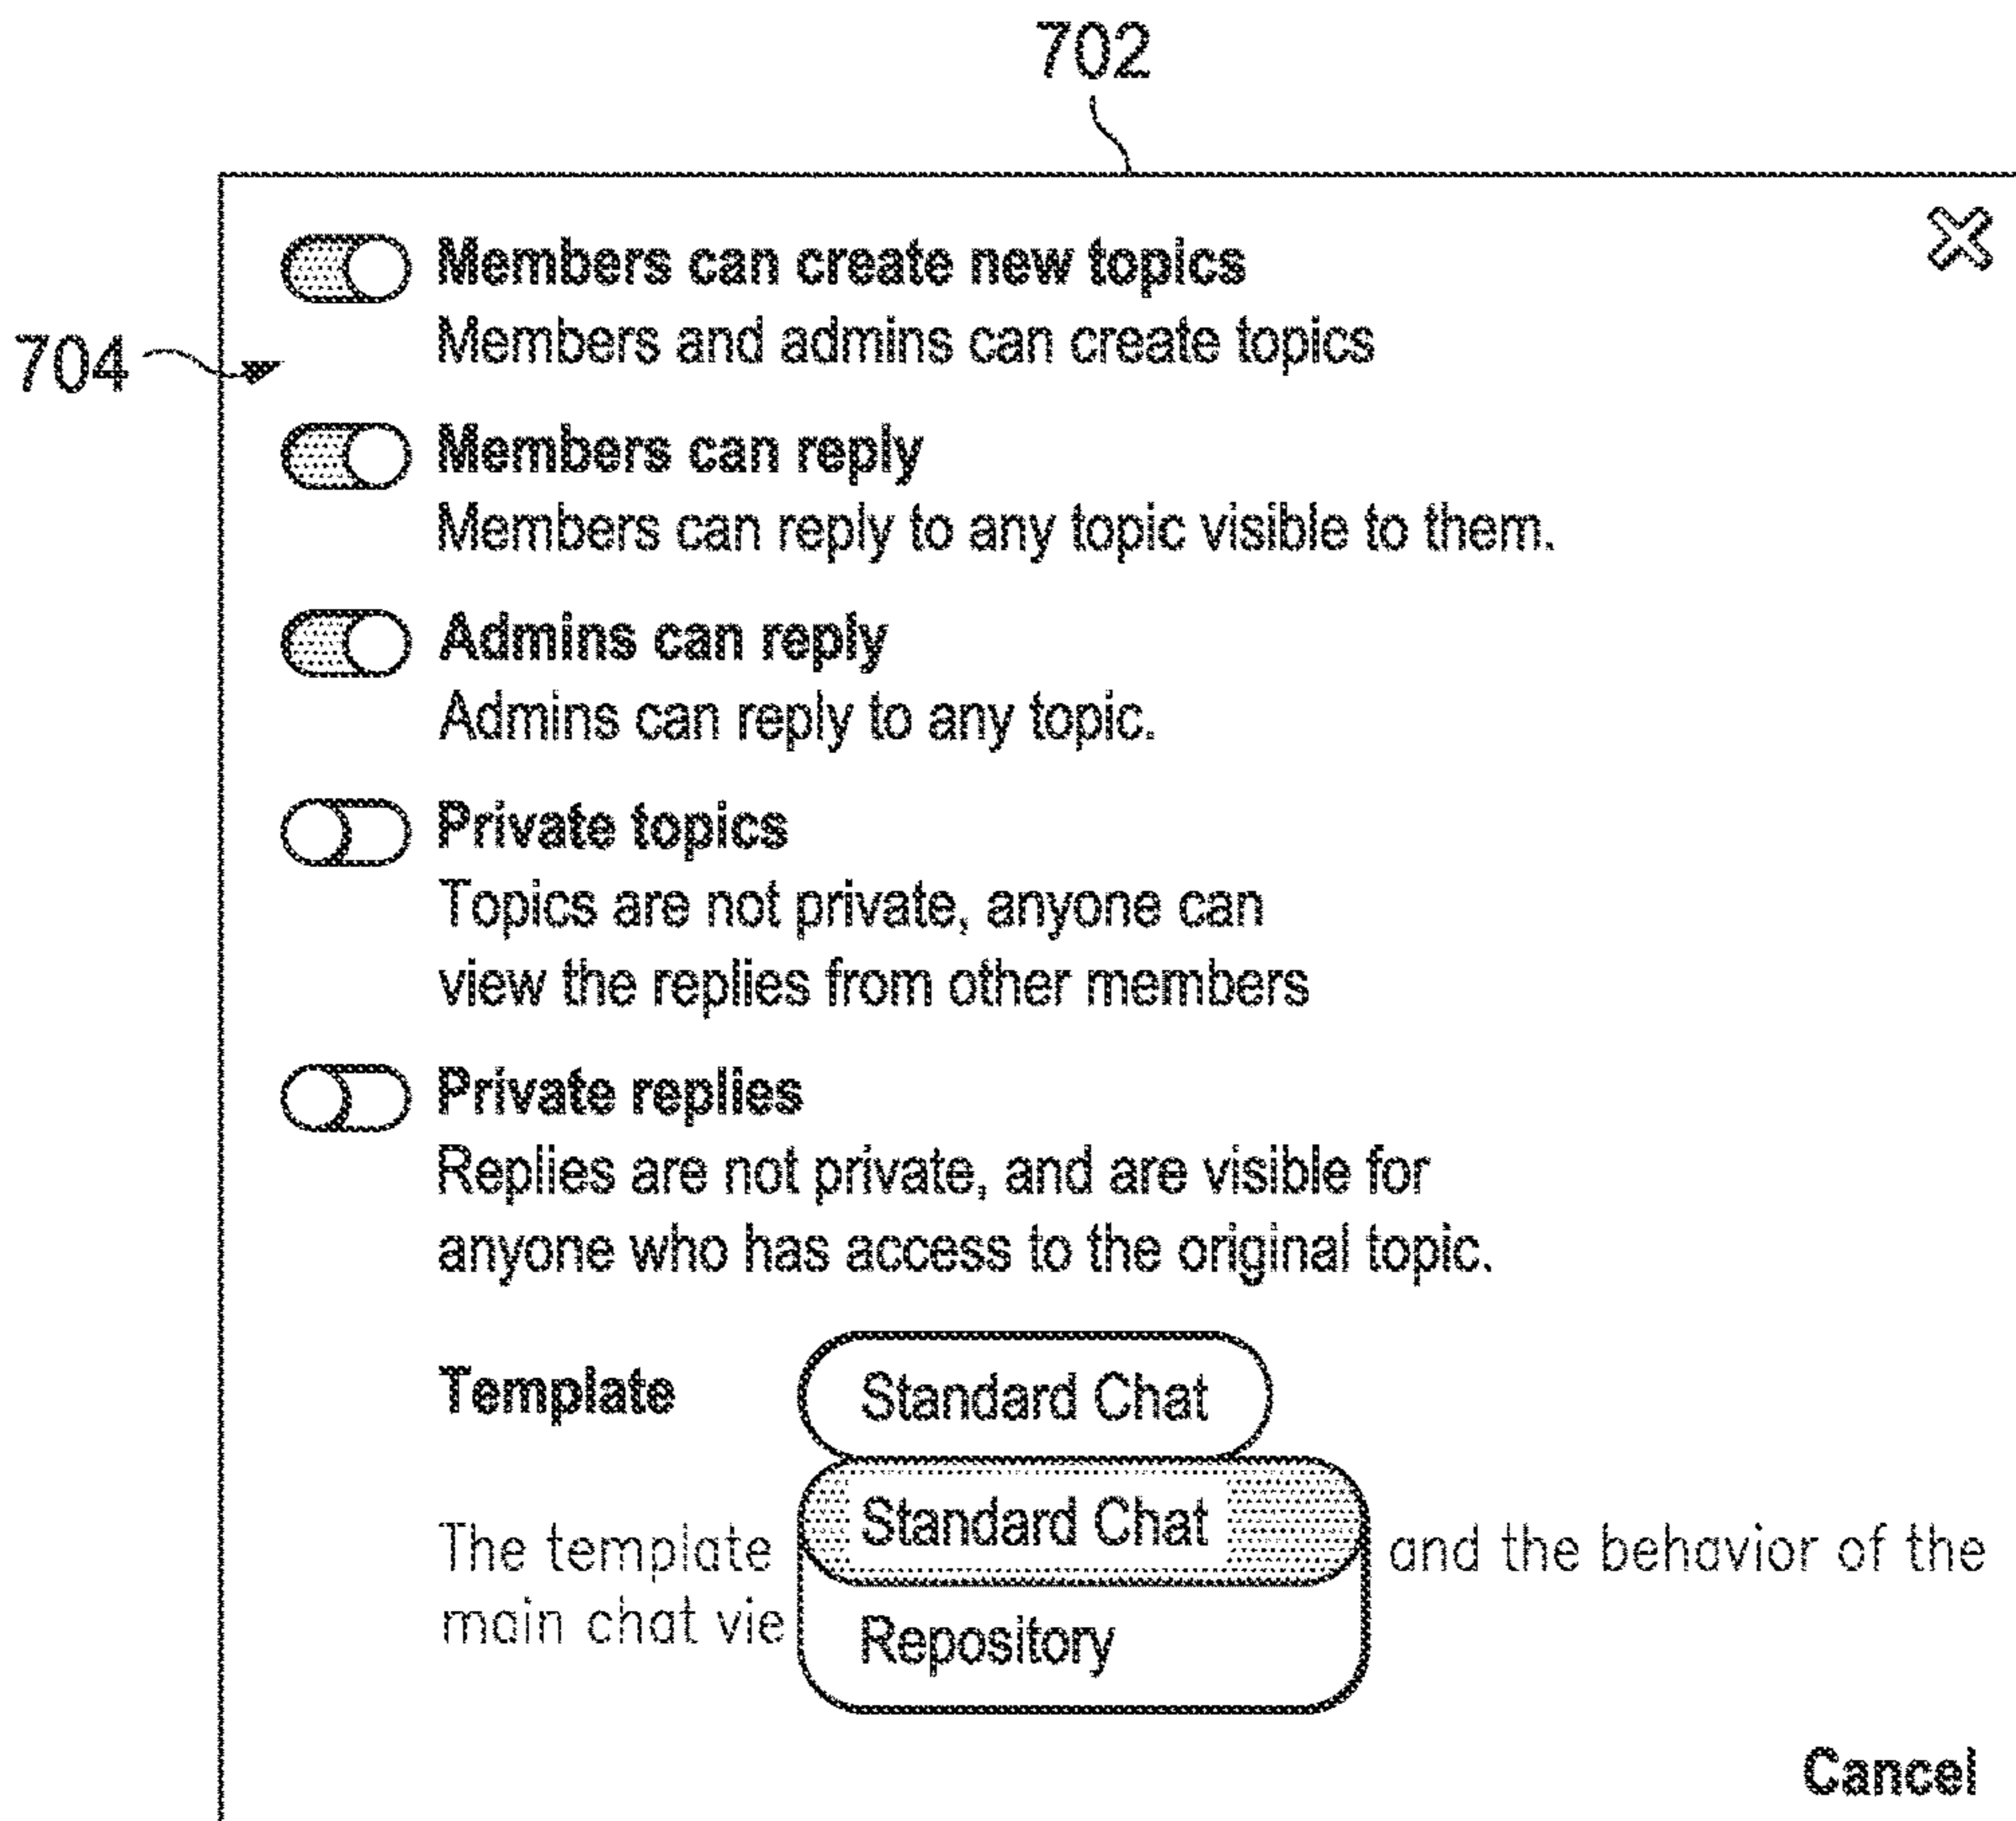 702
Members can create new topics
Members and admins can create topics
704
Members can reply
Members can reply to any topic visible to them.
Admins can reply
Admins can reply to any topic.
Private topics
Topics are not private, anyone can
view the replies from other members
Private replies
Replies are not private, and are visible for
anyone who has access to the original topic.
Template Standard Chat
Standard Chat
The template and the behavior of the
main chat vie
Repository
Cancel